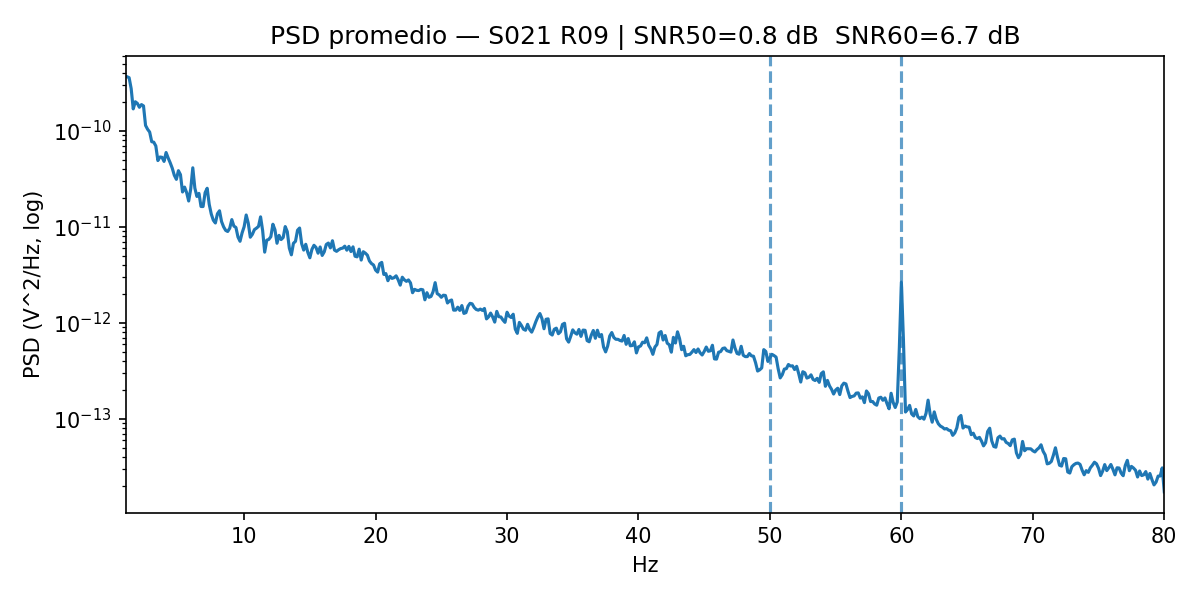 PSD promedio — S021 R09 | SNR50=0.8 dB  SNR60=6.7 dB
PSD (V^2/Hz, log)
10⁻¹⁰
10⁻¹¹
10⁻¹²
10⁻¹³
10 20 30 40 50 60 70 80
Hz